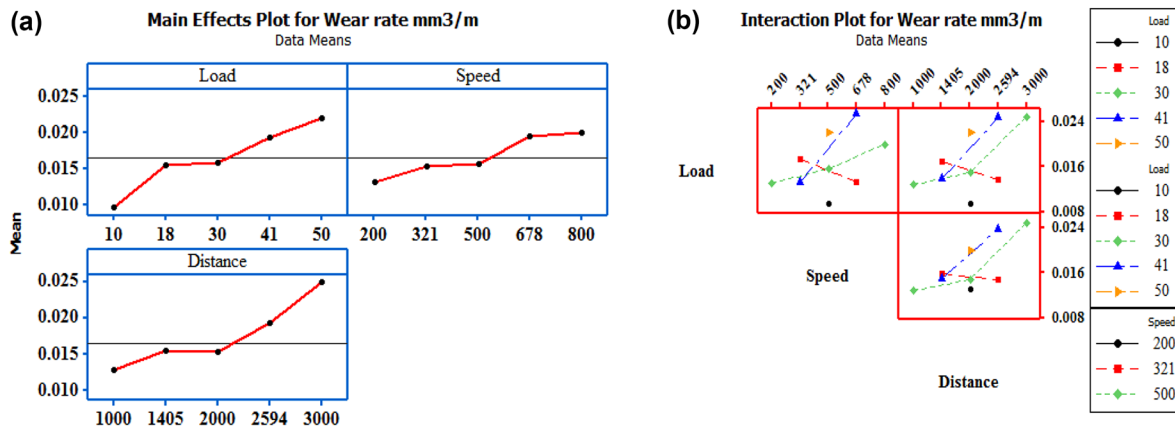 (a)
Main Effects Plot for Wear rate mm3/m
Data Means
Load
Speed
0.025
0.020
0.015
0.010
10 18 30 41 50
200 321 500 678 800
Mean
Distance
0.025
0.020
0.015
0.010
1000 1405 2000 2594 3000
(b)
Interaction Plot for Wear rate mm3/m
Data Means
200 321 500 678 800
1000 1405 2000 2594 3000
Load
0.024
0.016
0.008
Speed
0.024
0.016
0.008
Distance
Load
10
18
30
41
50
Load
10
18
30
41
50
Speed
200
321
500